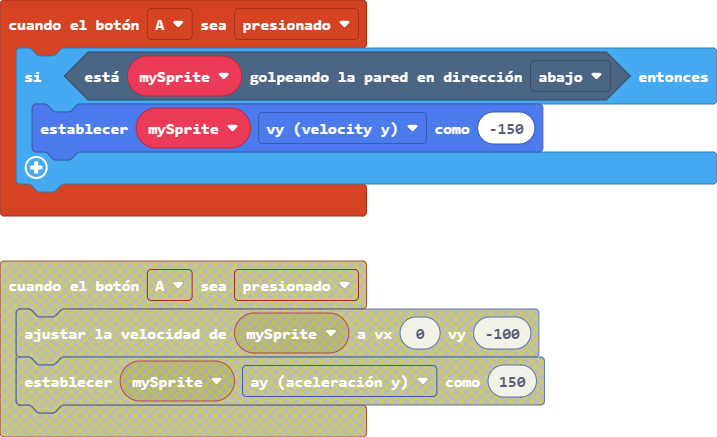 cuando el botón A sea presionado
si está mySprite golpeando la pared en dirección abajo entonces
establecer mySprite vy (velocity y) como -150
cuando el botón A sea presionado
ajustar la velocidad de mySprite a vx 0 vy -100
establecer mySprite ay (aceleración y) como 150